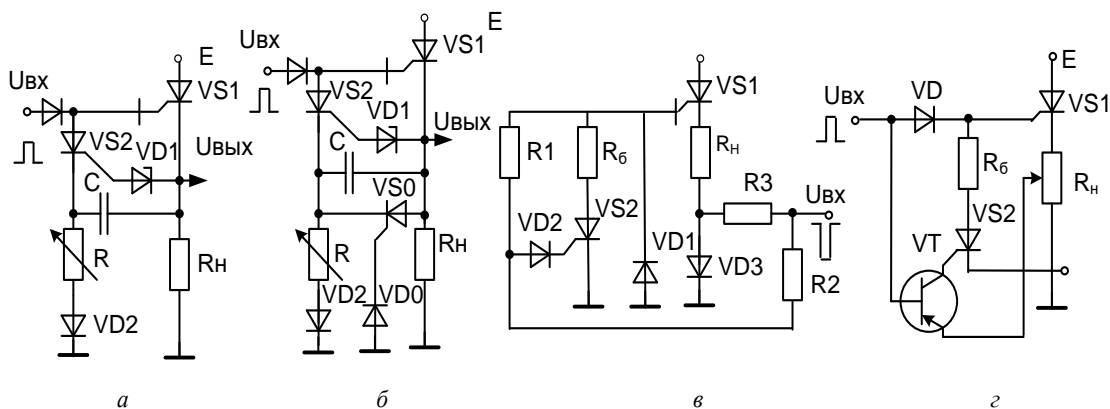 Uвх
E
VS1
VS2
VD1
Uвых
C
R
Rн
VD2
а
Uвх
E
VS1
VS2
VD1
C
VS0
R
Rн
VD2
VD0
б
VS1
R1
Rб
Rн
R3
Uвх
VD2
VS2
VD1
VD3
R2
в
Uвх
VD
E
VS1
Rб
Rн
VS2
VT
г